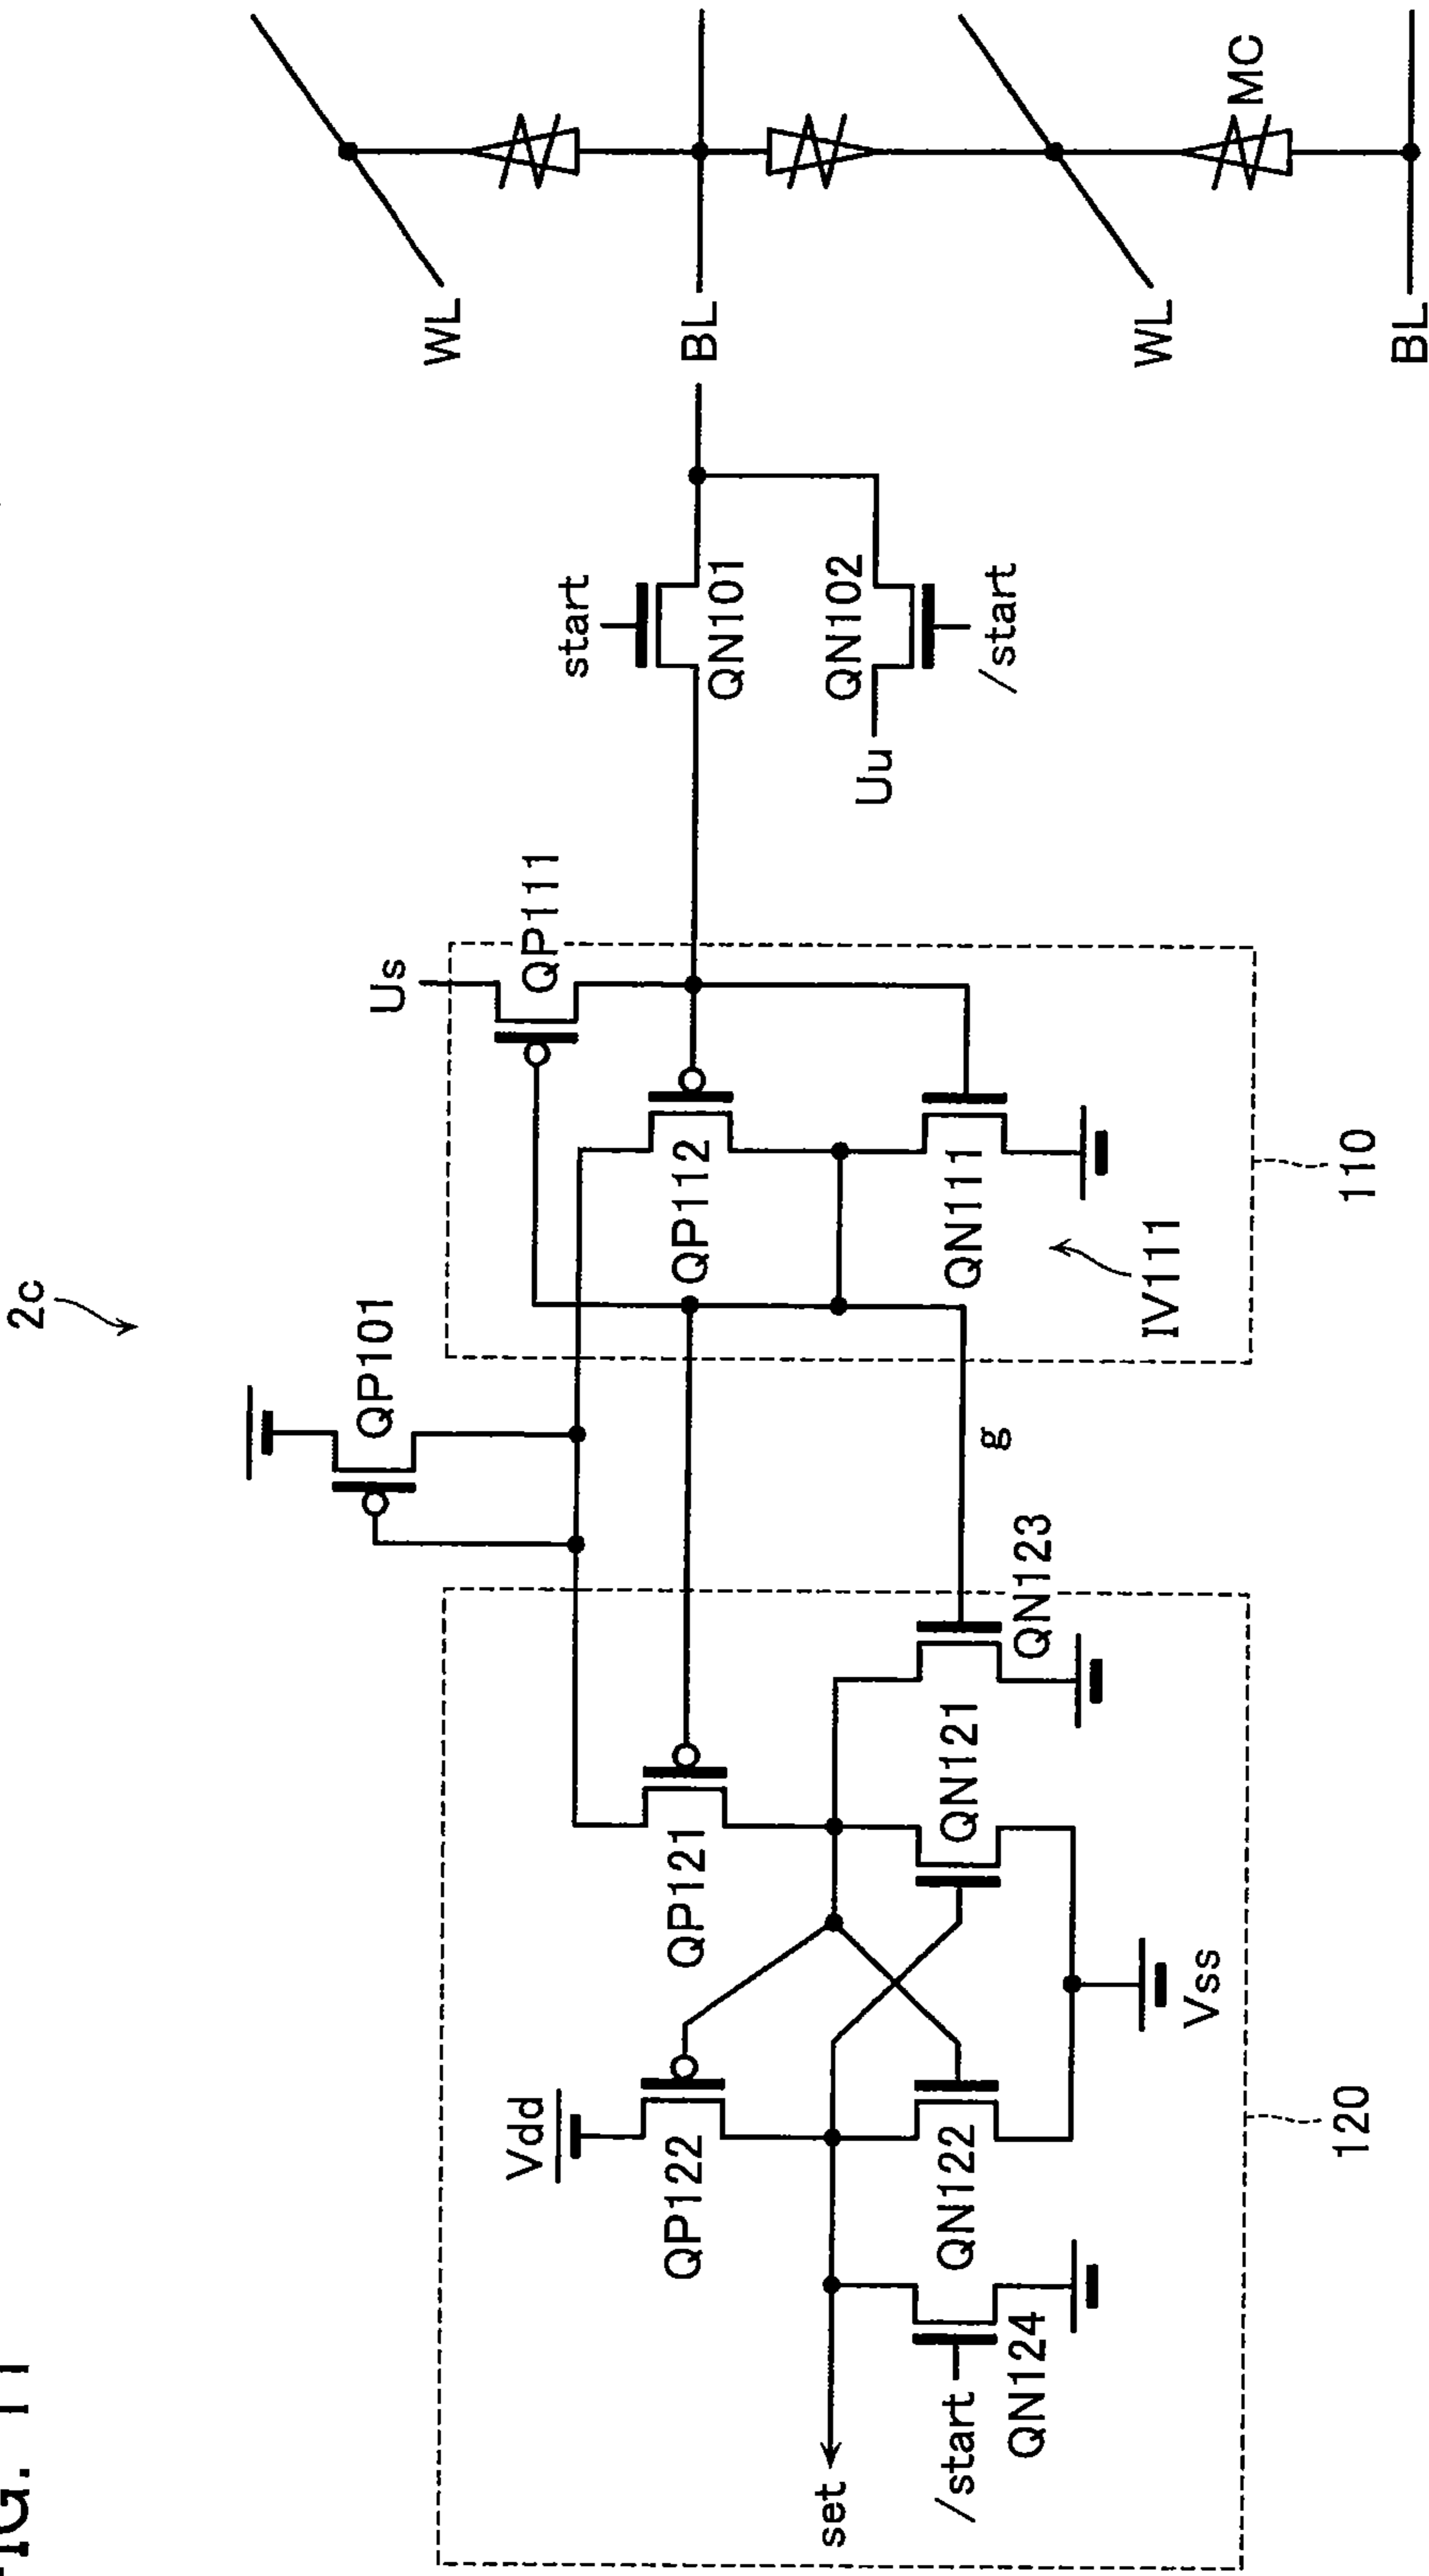 FIG. 11
2c
QP101
Us
QP111
start
QN101
QN102
/start
Uu
WL
BL
WL
MC
BL
QP112
QN111
IV111
110
g
QN123
QP121
QN121
Vdd
QP122
QN122
Vss
/start
QN124
set
120